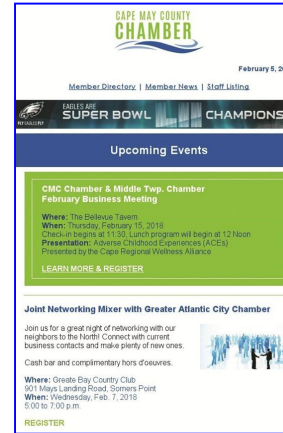 CAPE MAY COUNTY
CHAMBER
February 5, 20
Member Directory | Member News | Staff Listing
FLY EAGLES FLY
EAGLES ARE
SUPER BOWL CHAMPIONS
Upcoming Events
CMC Chamber & Middle Twp. Chamber
February Business Meeting
Where: The Bellevue Tavern
When: Thursday, February 15, 2018
Check-in begins at 11:30, Lunch program will begin at 12 Noon
Presentation: Adverse Childhood Experiences (ACEs)
Presented by the Cape Regional Wellness Alliance
LEARN MORE & REGISTER
Joint Networking Mixer with Greater Atlantic City Chamber
Join us for a great night of networking with our
neighbors to the North! Connect with current
business contacts and make plenty of new ones.
Cash bar and complimentary hors d'oeuvres.
Where: Greate Bay Country Club
901 Mays Landing Road, Somers Point
When: Wednesday, Feb. 7, 2018
5:00 to 7:00 p.m.
REGISTER